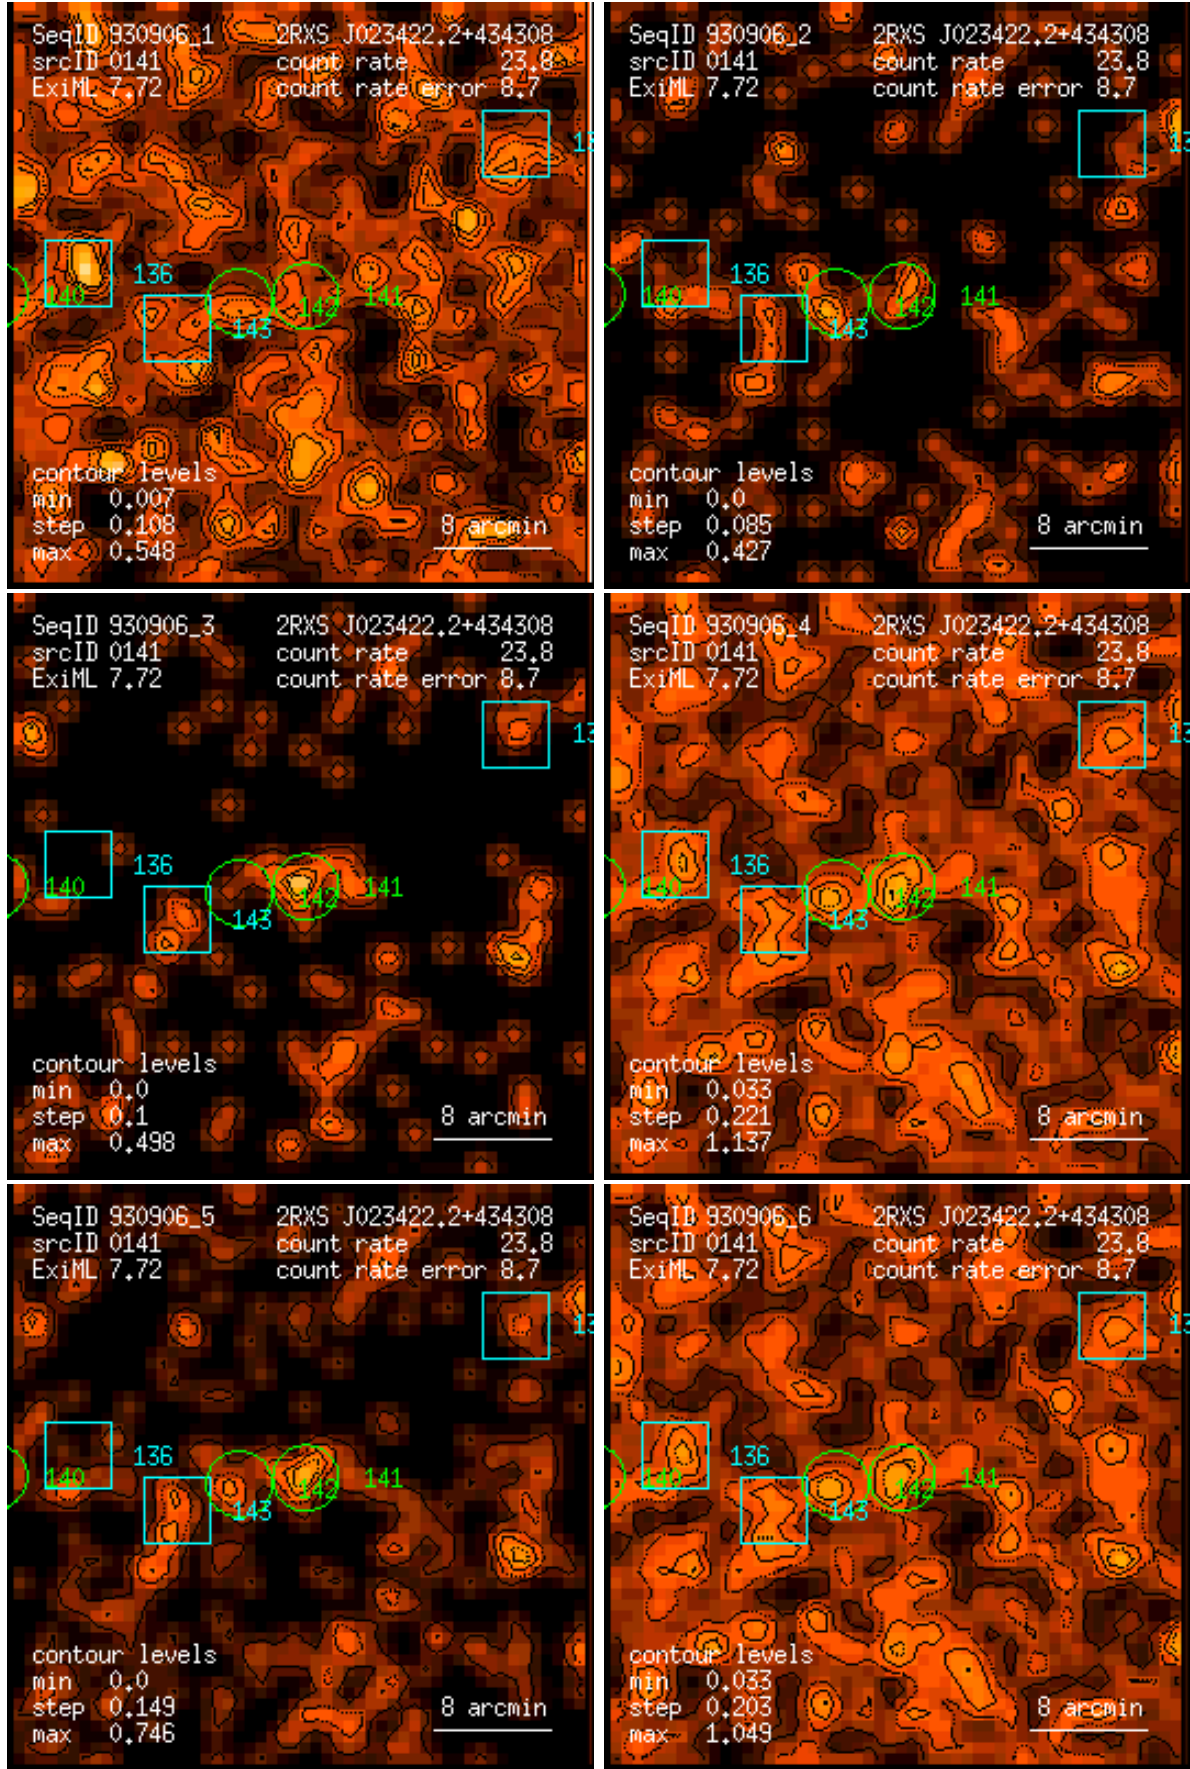 SeqID 930906_1 2RXS J023422.2+434308
srcID 0141 count rate 23.8
ExiML 7.72 count rate error 8.7
13
136
140 142 141
143
contour levels
min 0.007
step 0.108 8 arcmin
max 0.548
SeqID 930906_2 2RXS J023422.2+434308
srcID 0141 count rate 23.8
ExiML 7.72 count rate error 8.7
13
136
140 142 141
143
contour levels
min 0.0
step 0.085 8 arcmin
max 0.427
SeqID 930906_3 2RXS J023422.2+434308
srcID 0141 count rate 23.8
ExiML 7.72 count rate error 8.7
13
136
140 142 141
143
contour levels
min 0.0
step 0.1 8 arcmin
max 0.498
SeqID 930906_4 2RXS J023422.2+434308
srcID 0141 count rate 23.8
ExiML 7.72 count rate error 8.7
13
136
140 142 141
143
contour levels
min 0.033
step 0.221 8 arcmin
max 1.137
SeqID 930906_5 2RXS J023422.2+434308
srcID 0141 count rate 23.8
ExiML 7.72 count rate error 8.7
13
136
140 142 141
143
contour levels
min 0.0
step 0.149 8 arcmin
max 0.746
SeqID 930906_6 2RXS J023422.2+434308
srcID 0141 count rate 23.8
ExiML 7.72 count rate error 8.7
13
136
140 142 141
143
contour levels
min 0.033
step 0.203 8 arcmin
max 1.049